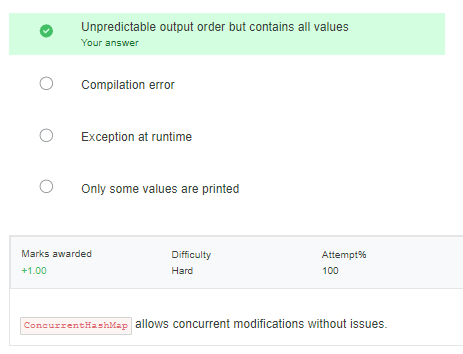 Unpredictable output order but contains all values
Your answer
Compilation error
Exception at runtime
Only some values are printed
Marks awarded Difficulty Attempt%
+1.00 Hard 100
ConcurrentHashMap allows concurrent modifications without issues.